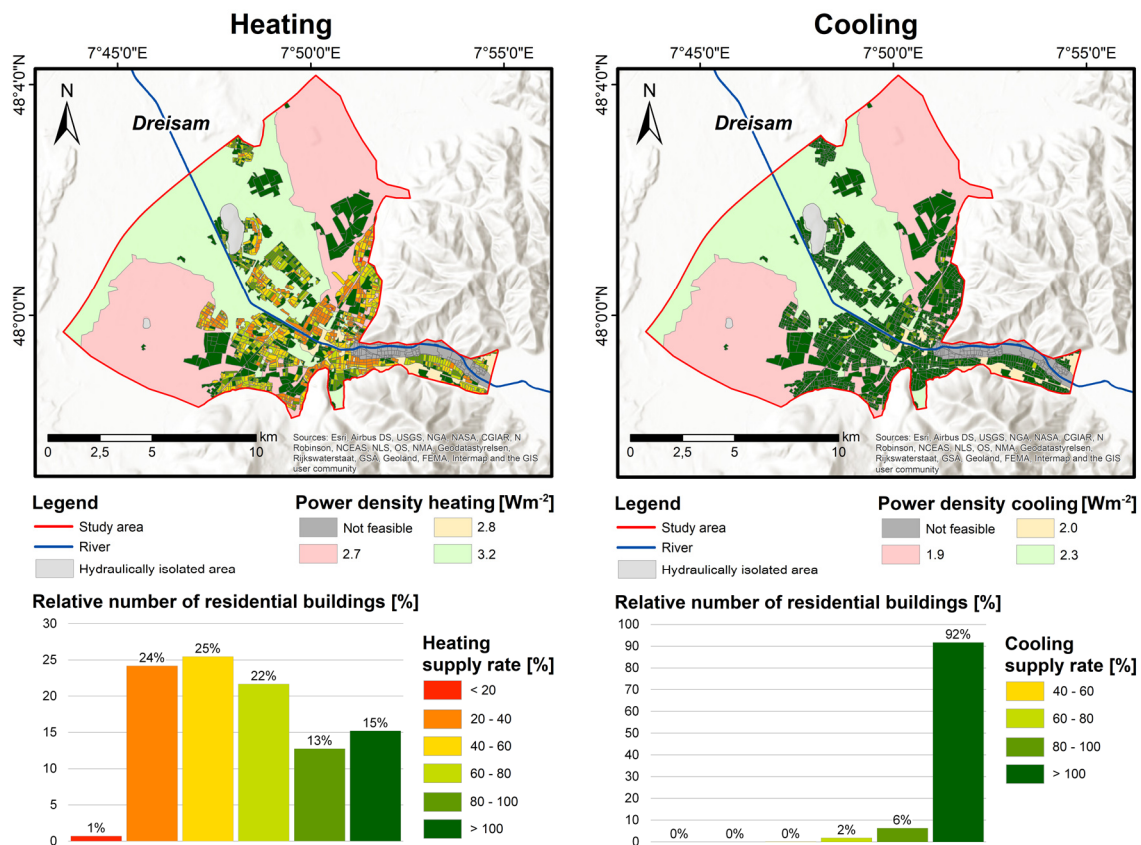 Heating
7°45'0"E 7°50'0"E 7°55'0"E
48°4'0"N
48°0'0"N
N
Dreisam
km
0 2,5 5 10
Sources: Esri, Airbus DS, USGS, NGA, NASA, CGIAR, N
Robinson, NCEAS, NLS, OS, NMA, Geodatastyrelsen,
Rijkswaterstaat, GSA, Geoland, FEMA, Intermap and the GIS
user community
Legend
Study area
River
Hydraulically isolated area
Power density heating [Wm-2]
Not feasible
2.8
2.7
3.2
Relative number of residential buildings [%]
30
25
20
15
10
5
0
1%
24%
25%
22%
13%
15%
Heating
supply rate [%]
< 20
20 - 40
40 - 60
60 - 80
80 - 100
> 100
Cooling
7°45'0"E 7°50'0"E 7°55'0"E
48°4'0"N
48°0'0"N
N
Dreisam
km
0 2,5 5 10
Sources: Esri, Airbus DS, USGS, NGA, NASA, CGIAR, N
Robinson, NCEAS, NLS, OS, NMA, Geodatastyrelsen,
Rijkswaterstaat, GSA, Geoland, FEMA, Intermap and the GIS
user community
Legend
Study area
River
Hydraulically isolated area
Power density cooling [Wm-2]
Not feasible
2.0
1.9
2.3
Relative number of residential buildings [%]
100
90
80
70
60
50
40
30
20
10
0
0%
0%
0%
2%
6%
92%
Cooling
supply rate [%]
40 - 60
60 - 80
80 - 100
> 100